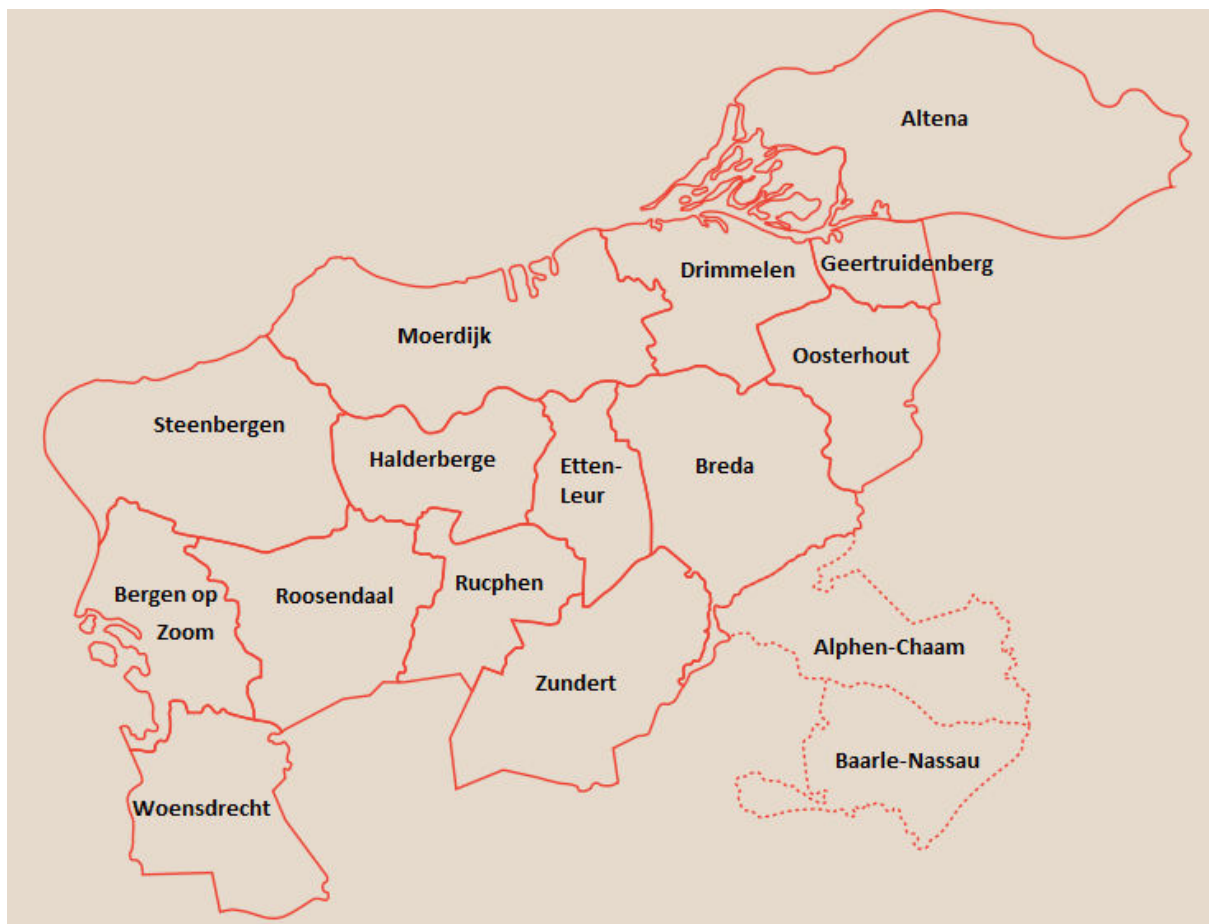 Altena
Drimmelen
Geertruidenberg
Moerdijk
Oosterhout
Steenbergen
Halderberge
Etten-
Leur
Breda
Bergen op
Zoom
Roosendaal
Rucphen
Zundert
Alphen-Chaam
Baarle-Nassau
Woensdrecht